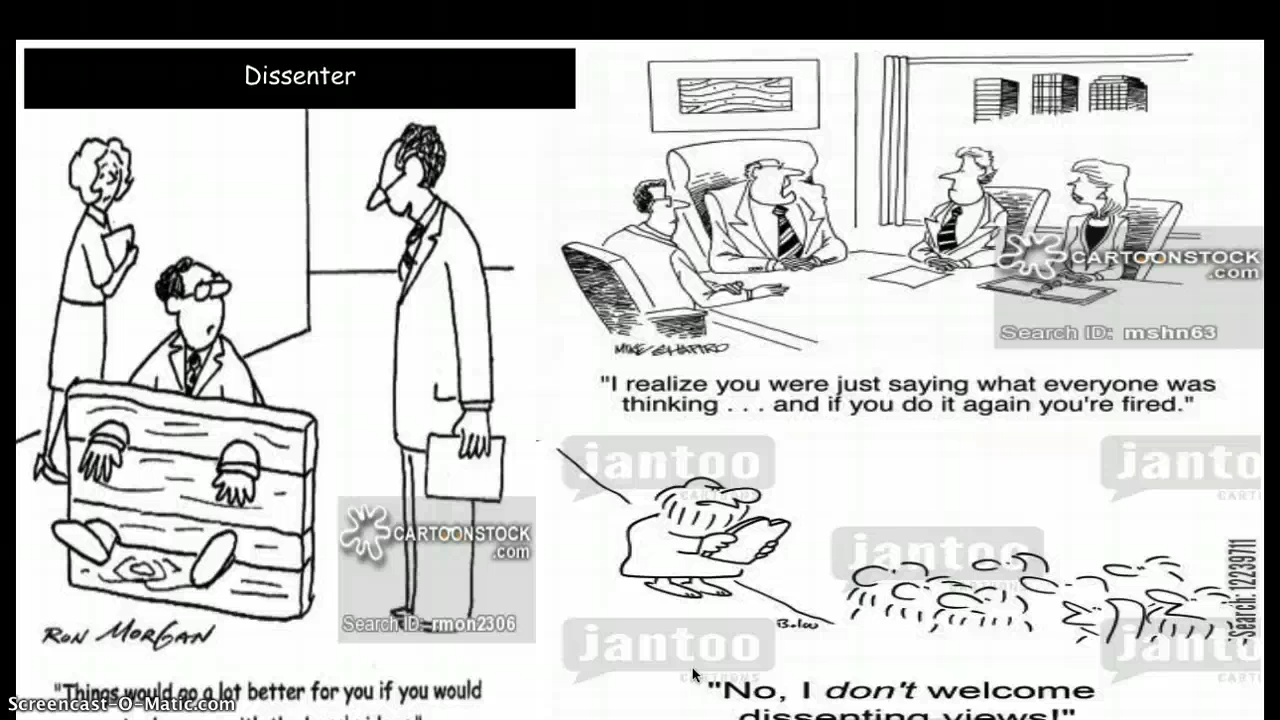 Dissenter
RON MORGAN
CARTOONSTOCK
.com
Search ID: rmon2306
"Things would go a lot better for you if you would
MIKE SHAPIRO
CARTOONSTOCK
.com
Search ID: mshn63
"I realize you were just saying what everyone was
thinking . . . and if you do it again you're fired."
jantoo
jantoo
jantoo
jantoo
Search: 12239711
"No, I don't welcome
dissenting views!"
Screencast-O-Matic.com